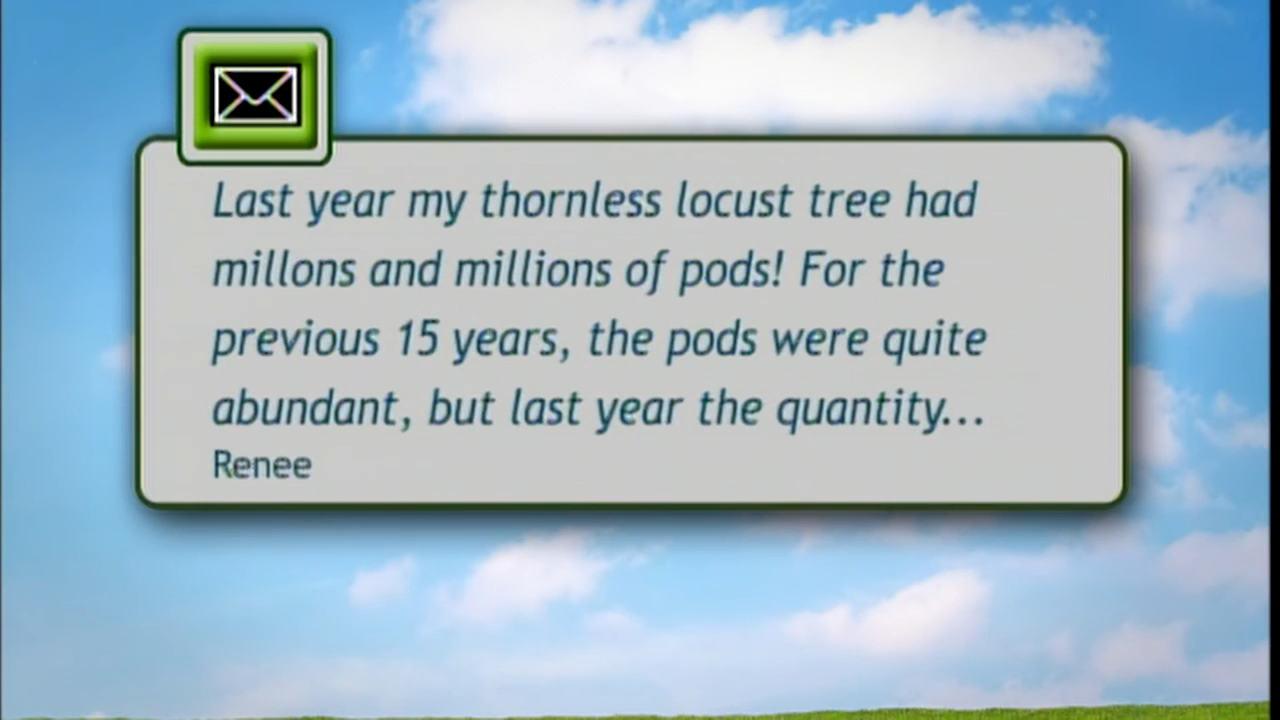 Last year my thornless locust tree had
millons and millions of pods! For the
previous 15 years, the pods were quite
abundant, but last year the quantity...
Renee